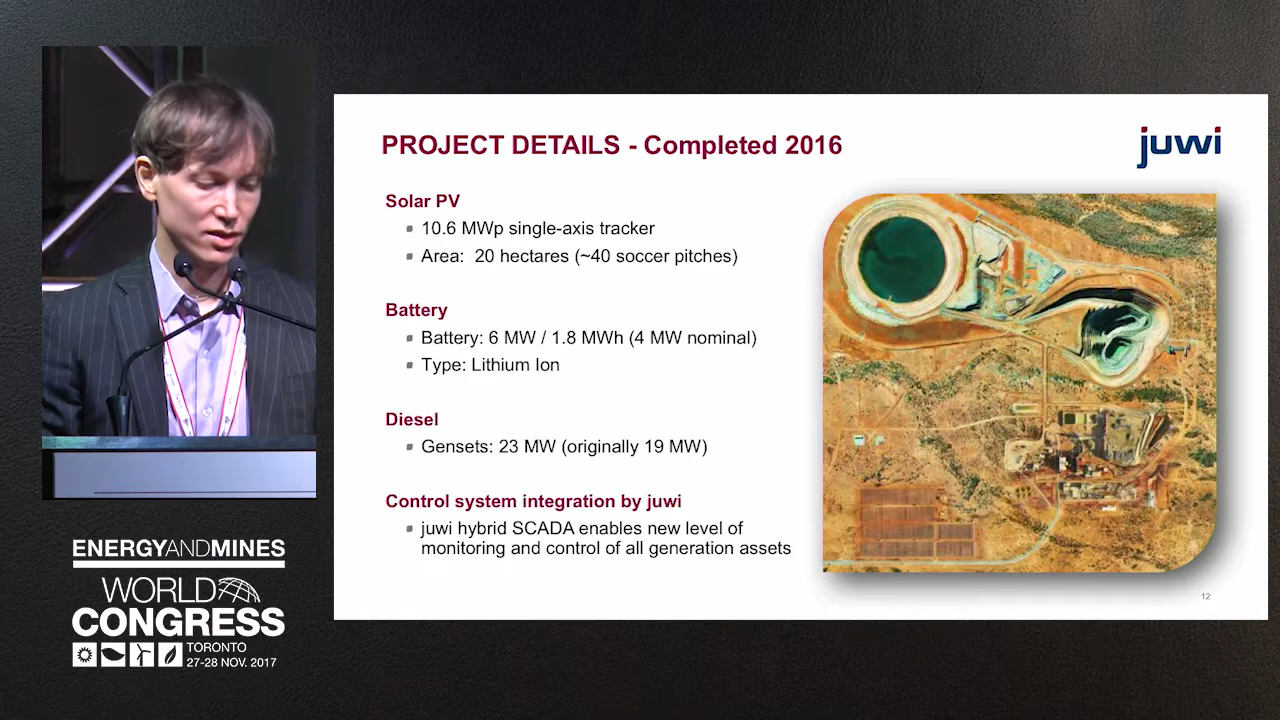 PROJECT DETAILS - Completed 2016
juwi
Solar PV
10.6 MWp single-axis tracker
Area: 20 hectares (~40 soccer pitches)
Battery
Battery: 6 MW / 1.8 MWh (4 MW nominal)
Type: Lithium Ion
Diesel
Gensets: 23 MW (originally 19 MW)
Control system integration by juwi
juwi hybrid SCADA enables new level of
monitoring and control of all generation assets
12
ENERGYANDMINES
WORLD
CONGRESS
TORONTO
27-28 NOV. 2017